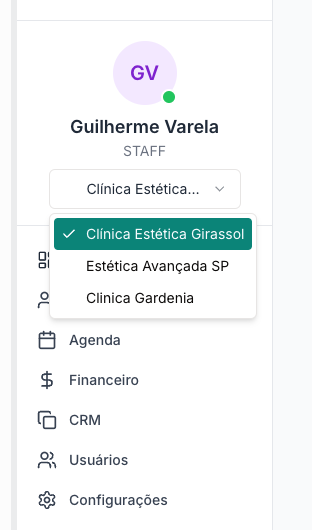 GV
Guilherme Varela
STAFF
Clínica Estética...
Clínica Estética Girassol
Estética Avançada SP
Clinica Gardenia
Agenda
Financeiro
CRM
Usuários
Configurações